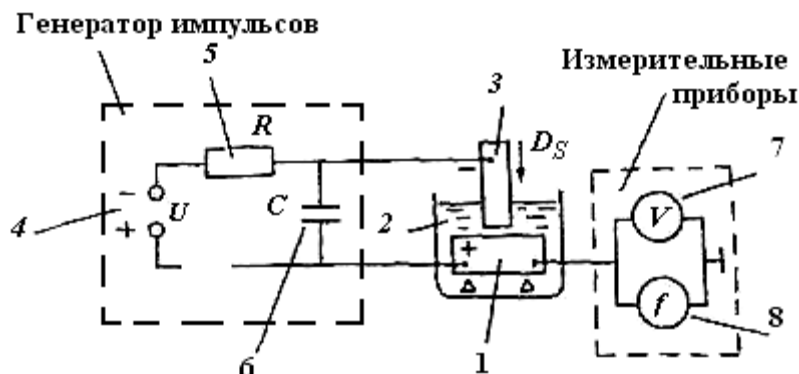 Генератор импульсов
5
Измерительные
приборы
3
R
D_S
7
4
−
U
+
C
2
−
V
+
f
8
6
1